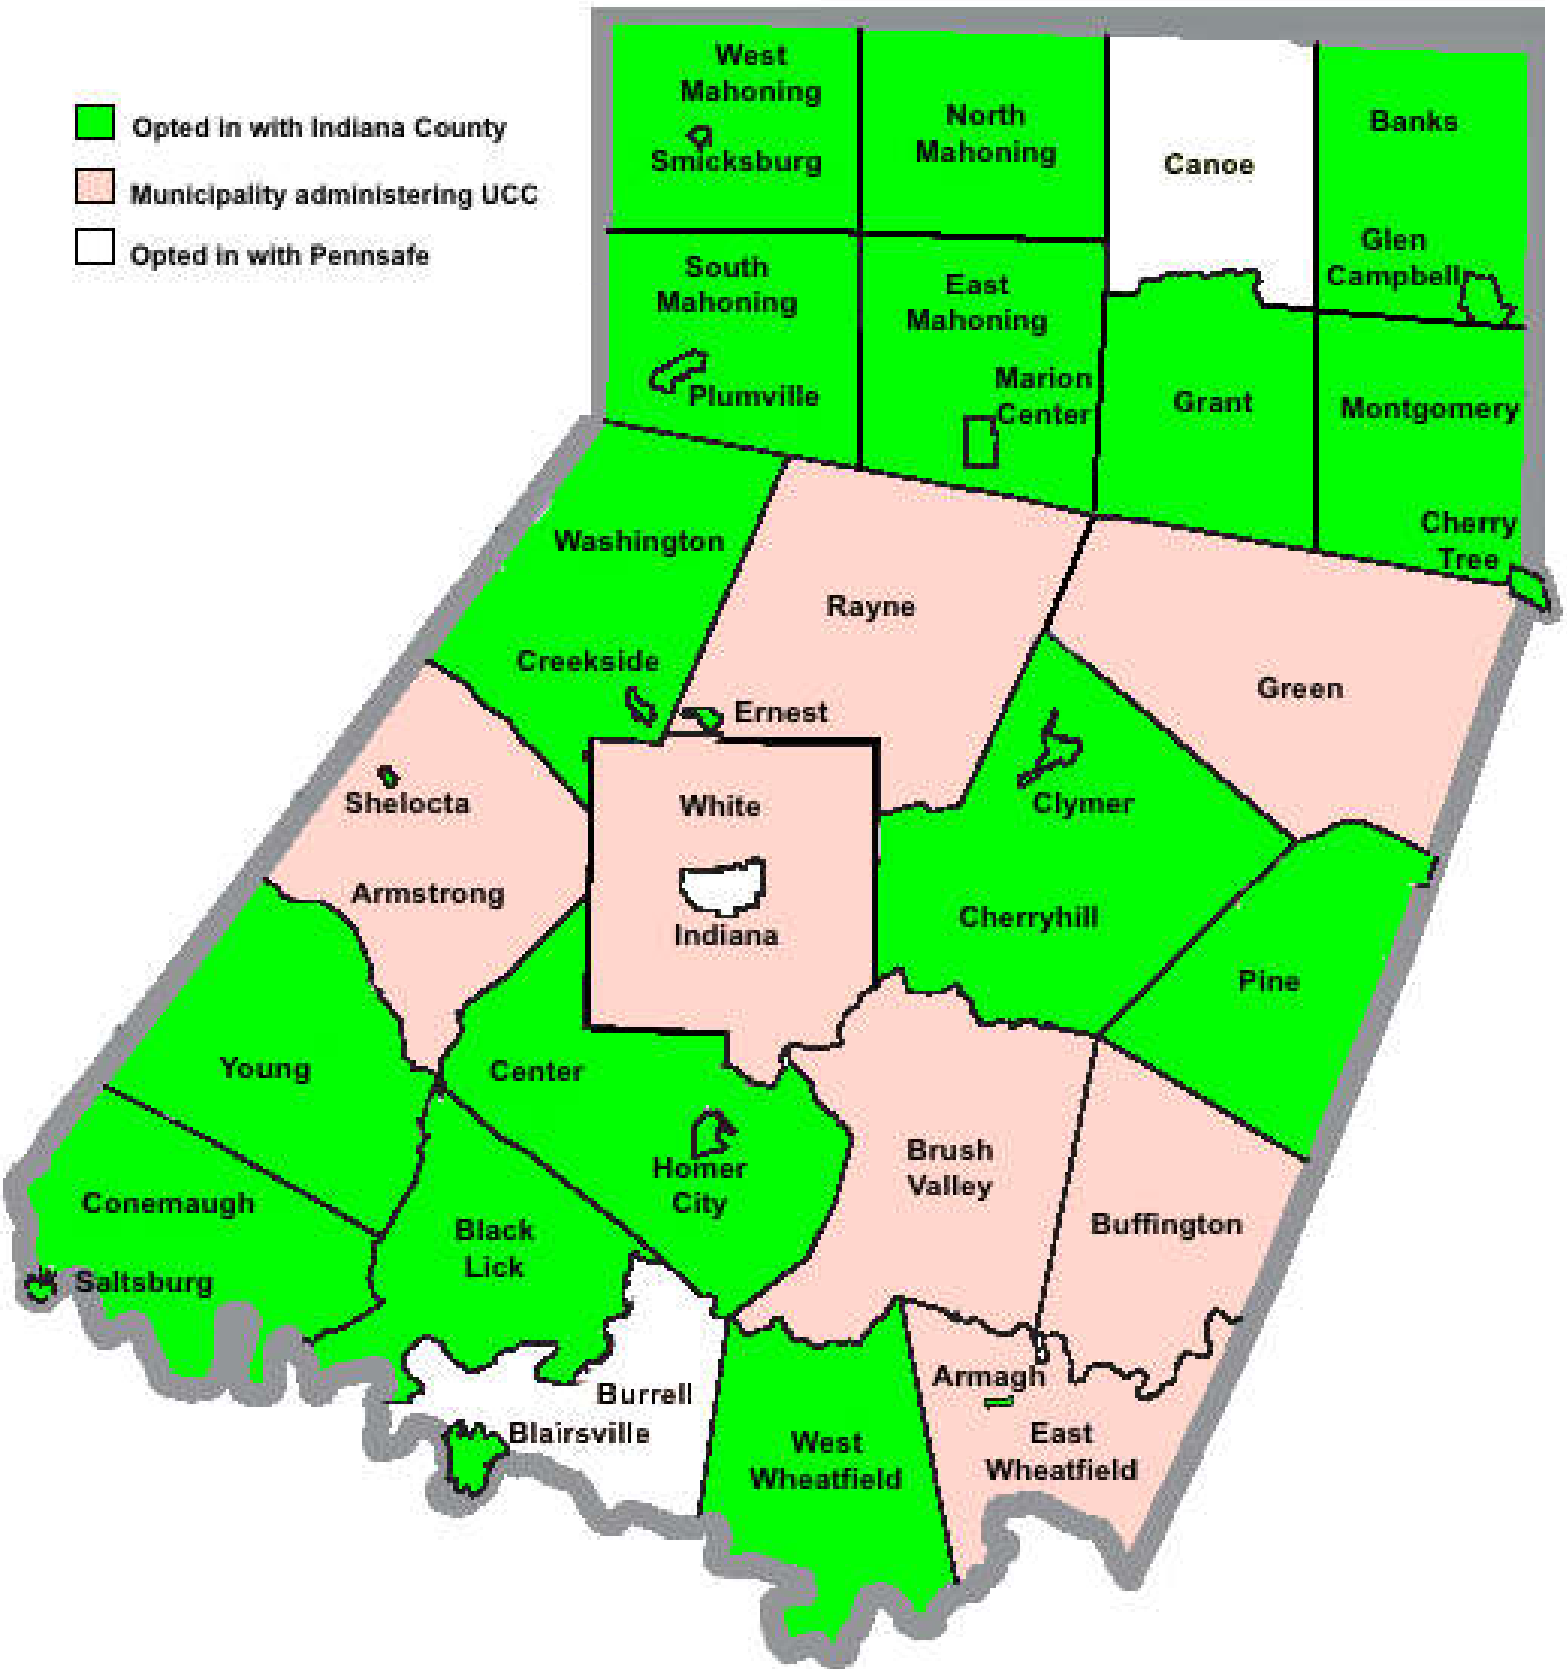 Opted in with Indiana County
Municipality administering UCC
Opted in with Pennsafe
West
Mahoning
Smicksburg
North
Mahoning
Canoe
Banks
Glen
Campbell
South
Mahoning
Plumville
East
Mahoning
Marion
Center
Grant
Montgomery
Cherry
Tree
Washington
Creekside
Rayne
Ernest
Green
Shelocta
Armstrong
White
Indiana
Clymer
Cherryhill
Pine
Young
Center
Homer
City
Brush
Valley
Buffington
Conemaugh
Saltsburg
Black
Lick
Burrell
Blairsville
West
Wheatfield
Armagh
East
Wheatfield